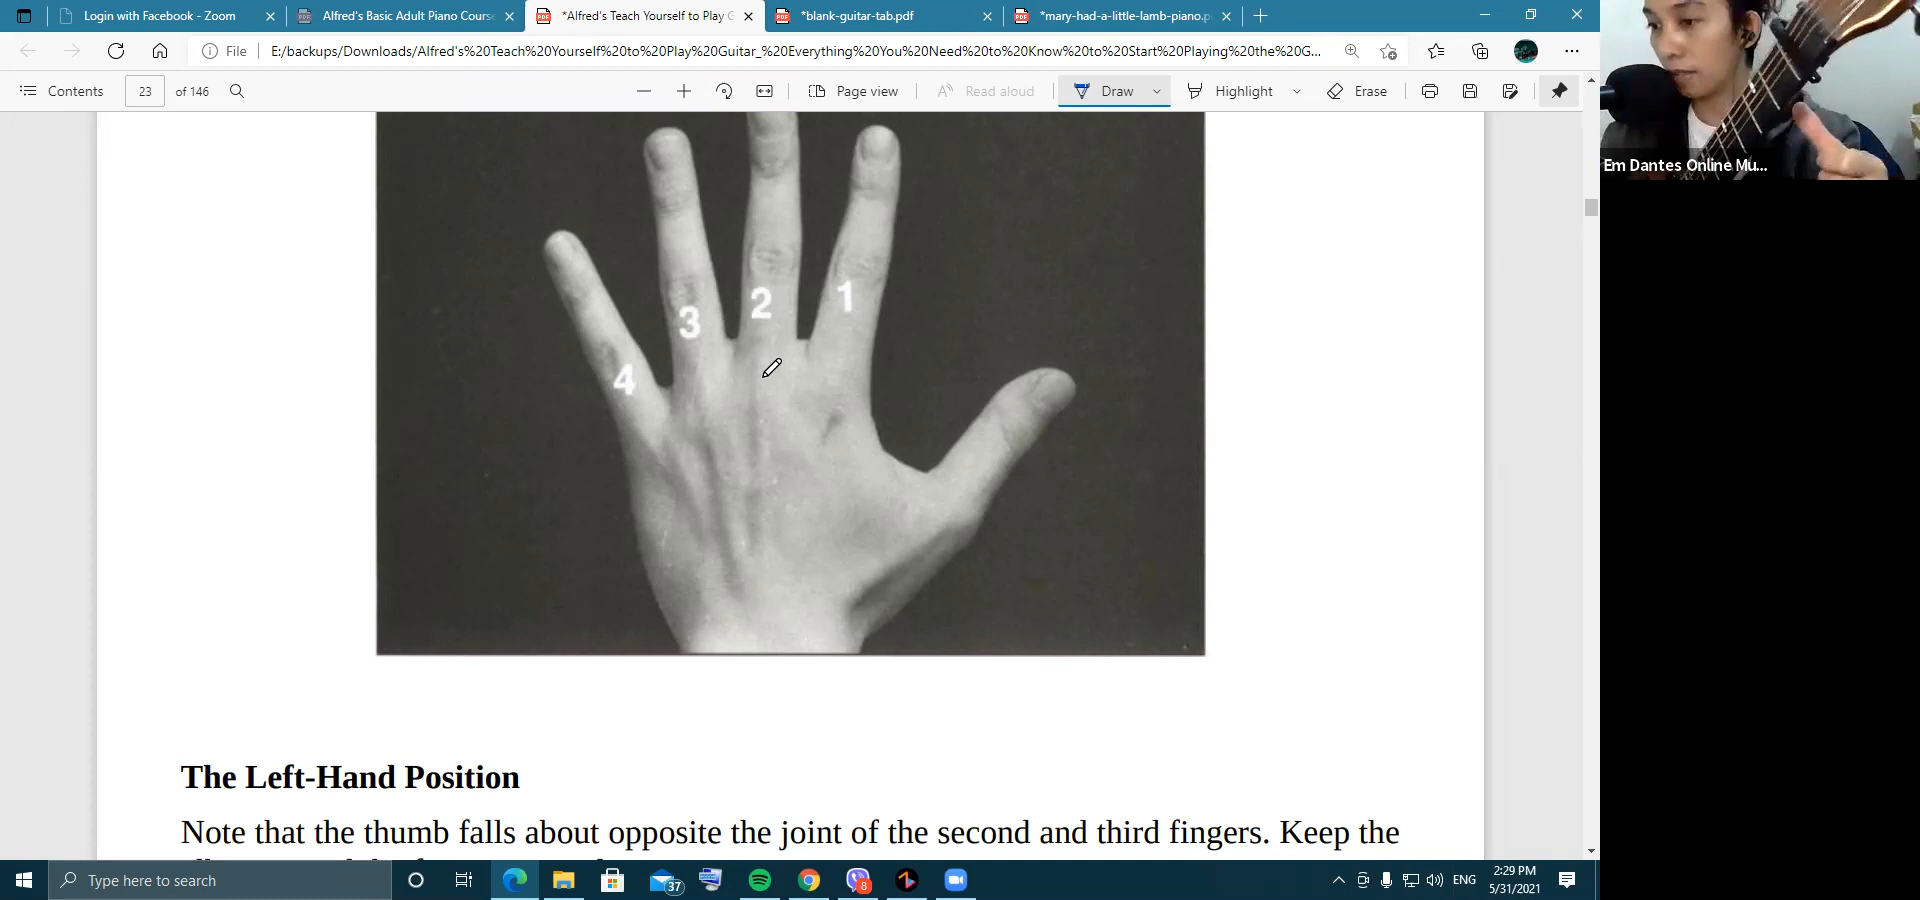 Login with Facebook - Zoom
Alfred's Basic Adult Piano Cours
*Alfred's Teach Yourself to Play G
*blank-guitar-tab.pdf
*mary-had-a-little-lamb-piano.p
File
E:/backups/Downloads/Alfred's%20Teach%20Yourself%20to%20Play%20Guitar_%20Everything%20You%20Need%20to%20Know%20to%20Start%20Playing%20the%20G...
Contents
23
of 146
Page view
Read aloud
Draw
Highlight
Erase
Em Dantes Online Mu...
1
2
3
4
The Left-Hand Position
Note that the thumb falls about opposite the joint of the second and third fingers. Keep the
Type here to search
37
8
ENG
2:29 PM
5/31/2021